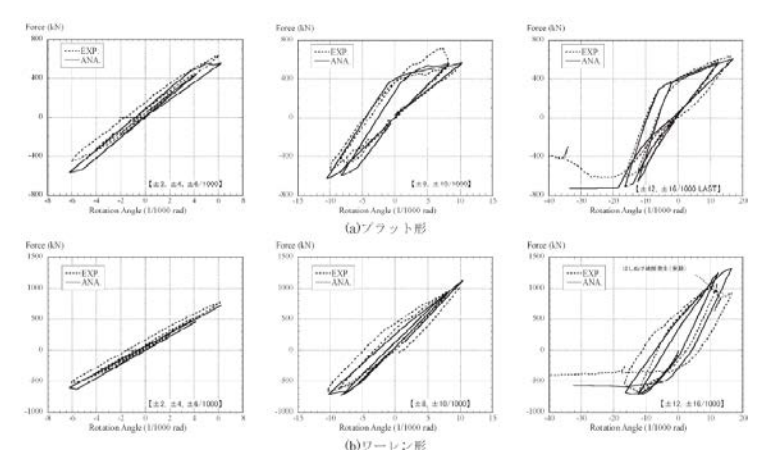 Force (kN)
800
400
0
-400
-800
-8
-6
-4
-2
0
2
4
6
8
EXP.
ANA.
Rotation Angle (1/1000 rad)
Force (kN)
800
400
0
-400
-800
-15
-10
-5
0
5
10
15
EXP.
ANA.
Rotation Angle (1/1000 rad)
Force (kN)
800
400
0
-400
-800
-40
-30
-20
-10
0
10
20
EXP.
ANA.
【±12, ±16/1000 LAST】
Rotation Angle (1/1000 rad)
(a)プラット形
Force (kN)
1500
1000
500
0
-500
-1000
-8
-6
-4
-2
0
2
4
6
8
EXP.
ANA.
【±2, ±4, ±6/1000】
Rotation Angle (1/1000 rad)
Force (kN)
1500
1000
500
0
-500
-1000
-15
-10
-5
0
5
10
15
EXP.
ANA.
【±8, ±10/1000】
Rotation Angle (1/1000 rad)
Force (kN)
1500
1000
500
0
-500
-1000
-40
-30
-20
-10
0
10
20
EXP.
ANA.
【±12, ±16/1000】
Rotation Angle (1/1000 rad)
(b)ワーレン形